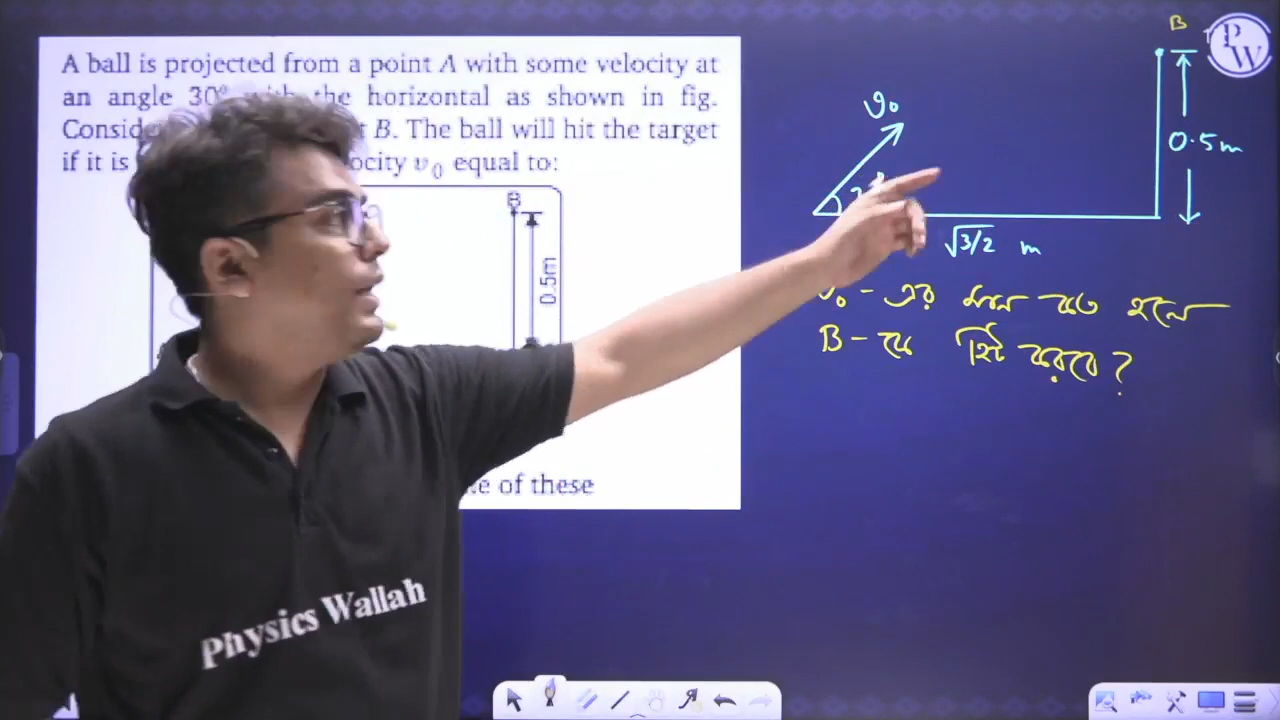 A ball is projected from a point A with some velocity at
an angle 30° with the horizontal as shown in fig.
Consid B. The ball will hit the target
if it is ocity v₀ equal to:
B
0.5m
e of these
B
PW
v₀
0.5m
√3/2 m
v₀ - এর মান কত হলে
B - কে হিট করবে?
Physics Wallah